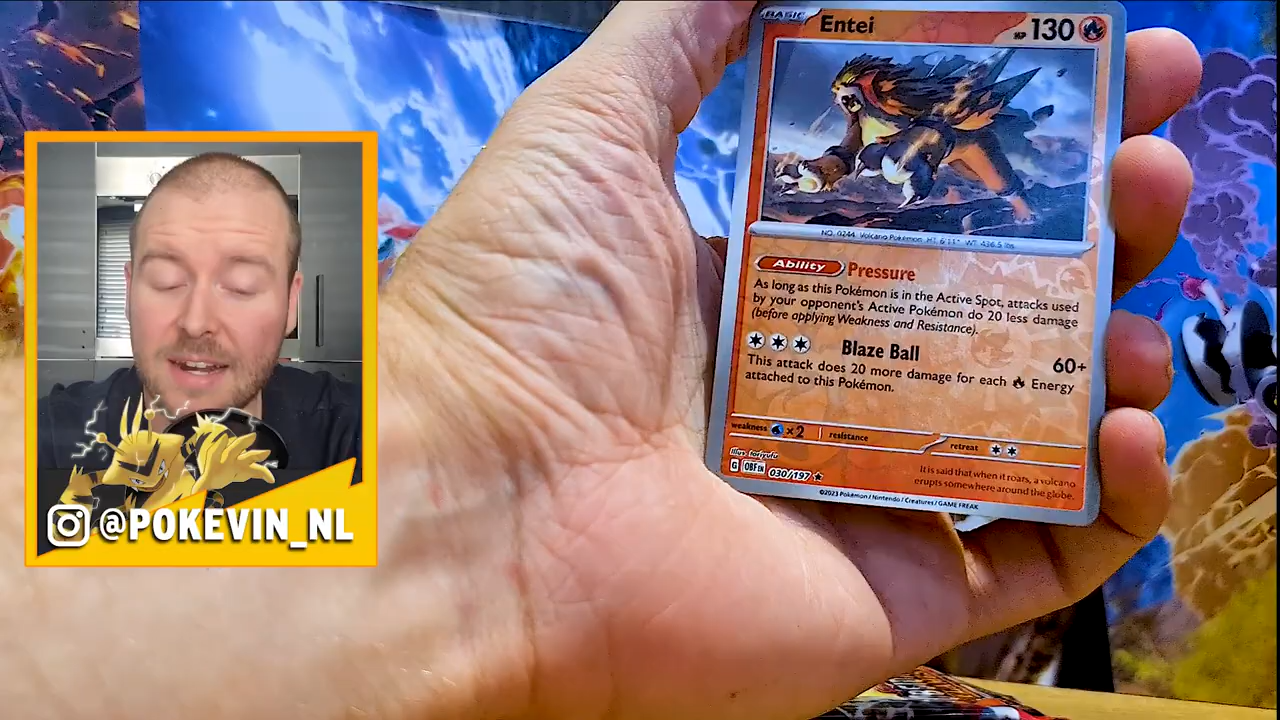 BASIC Entei HP 130
NO. 0244 Volcano Pokémon HT: 6'11" WT: 436.5 lbs
Ability Pressure
As long as this Pokémon is in the Active Spot, attacks used
by your opponent's Active Pokémon do 20 less damage
(before applying Weakness and Resistance).
Blaze Ball 60+
This attack does 20 more damage for each Energy
attached to this Pokémon.
weakness ×2 resistance retreat
Illus. toriyufu
G OBF EN 030/197 ★
It is said that when it roars, a volcano
erupts somewhere around the globe.
©2023 Pokémon / Nintendo / Creatures / GAME FREAK
@POKEVIN_NL